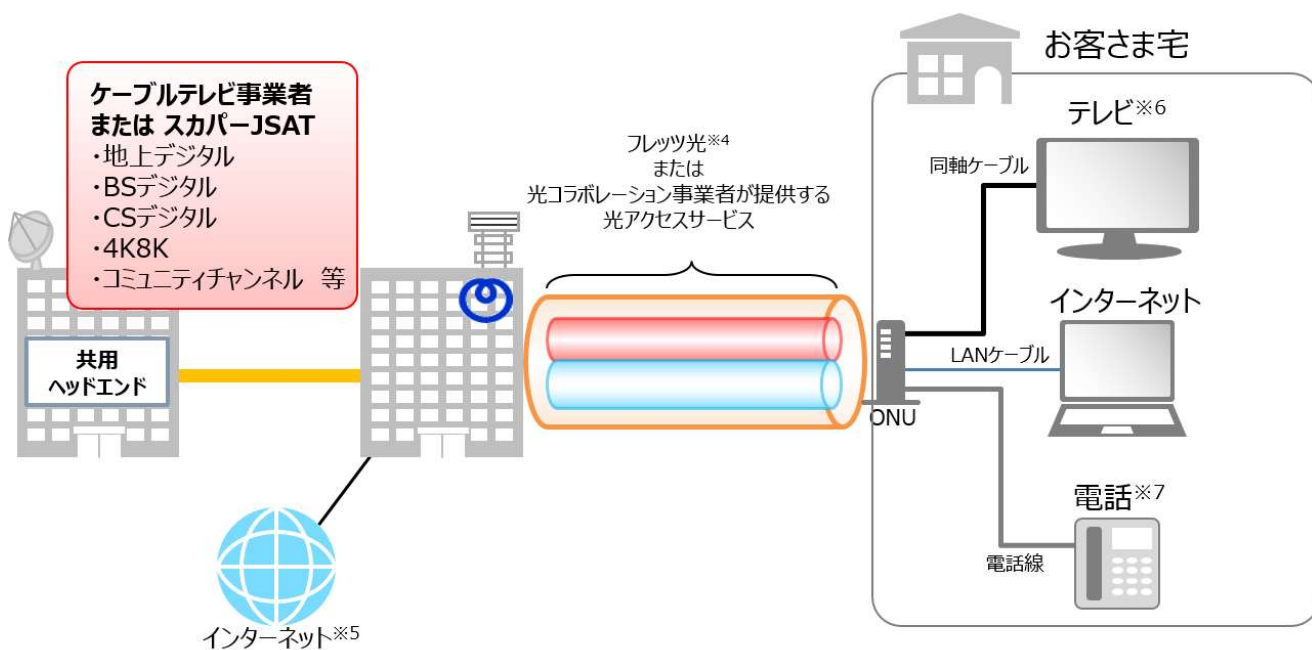 ケーブルテレビ事業者
または スカパーJSAT
・地上デジタル
・BSデジタル
・CSデジタル
・4K8K
・コミュニティチャンネル 等
共用
ヘッドエンド
インターネット※5
フレッツ光※4
または
光コラボレーション事業者が提供する
光アクセスサービス
お客さま宅
テレビ※6
同軸ケーブル
インターネット
LANケーブル
ONU
電話※7
電話線